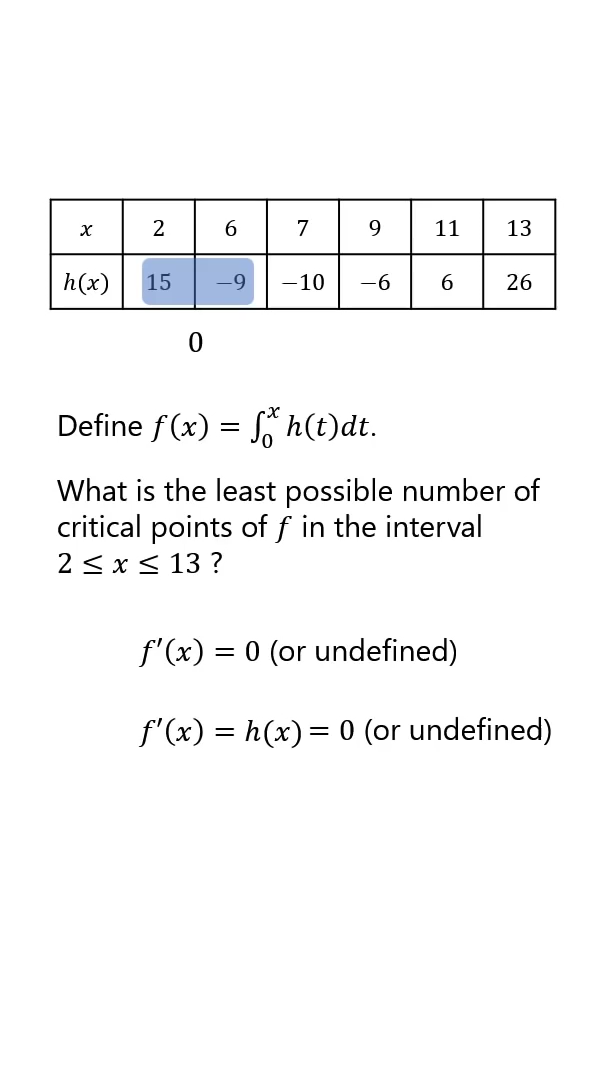 x 2 6 7 9 11 13
h(x) 15 −9 −10 −6 6 26
0
Define f(x) = ∫₀ˣ h(t)dt.
What is the least possible number of
critical points of f in the interval
2 ≤ x ≤ 13 ?
f′(x) = 0 (or undefined)
f′(x) = h(x) = 0 (or undefined)